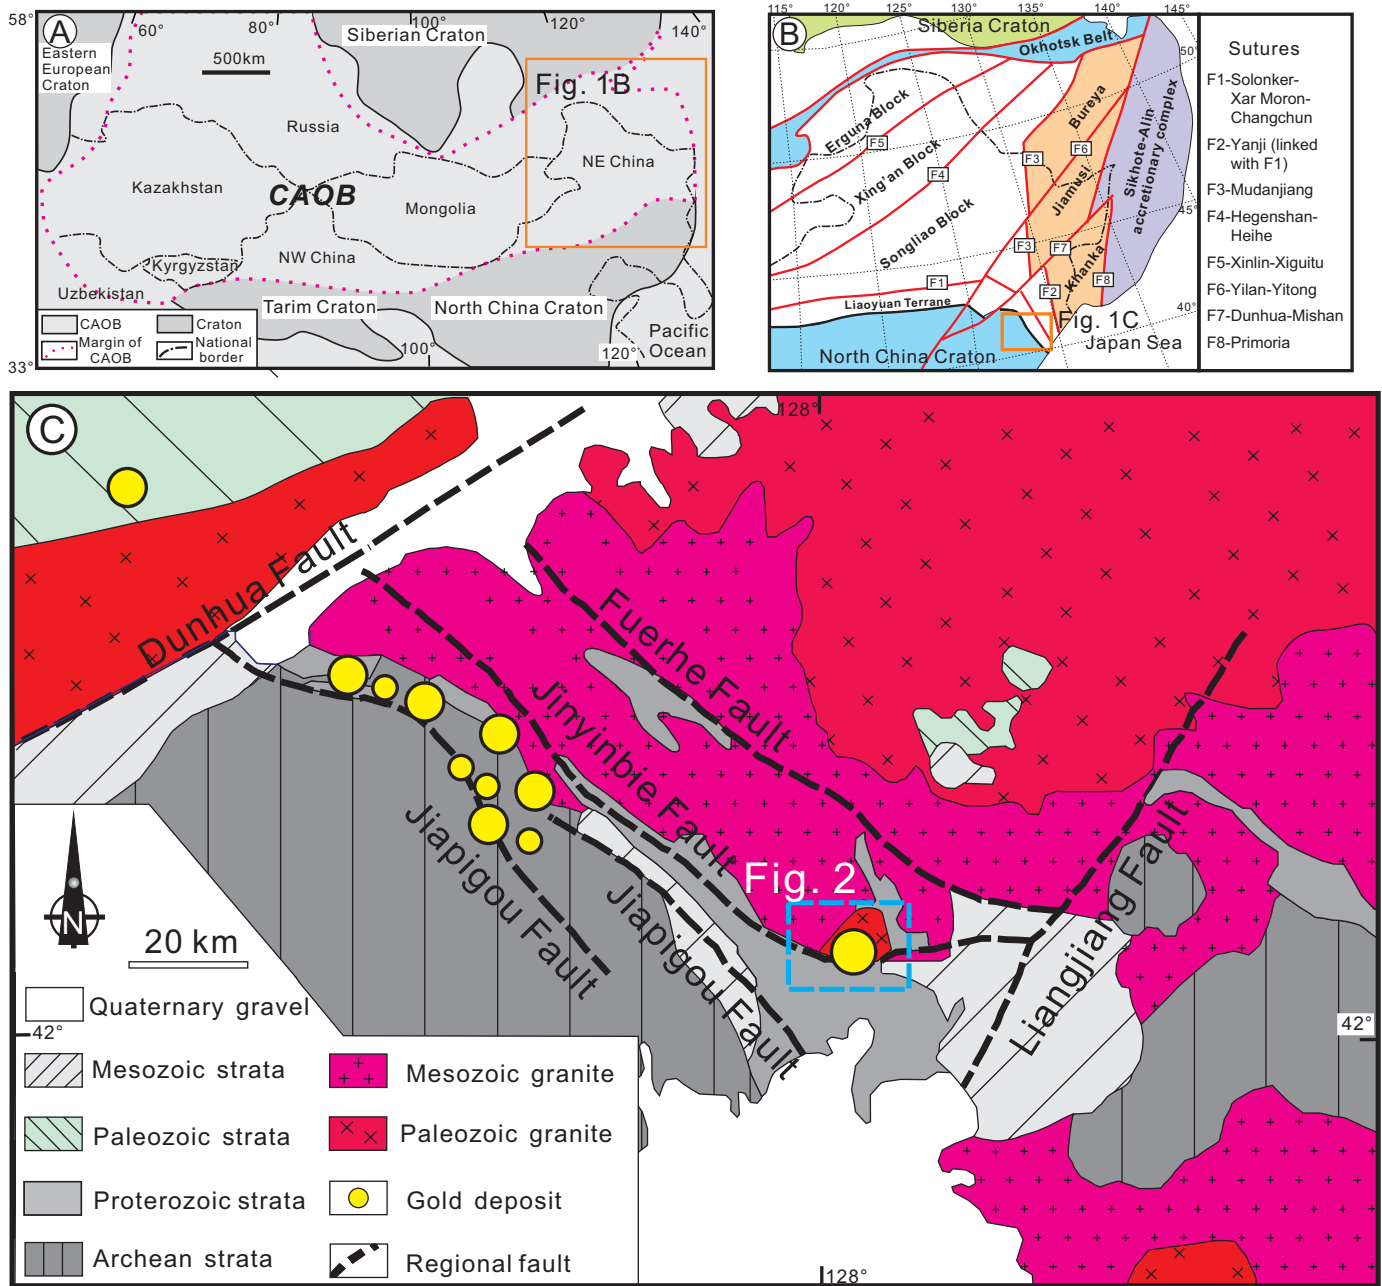 A
58°
60°
80°
100°
120°
140°
Eastern
European
Craton
500km
Siberian Craton
Fig. 1B
Russia
NE China
Kazakhstan
CAOB
Mongolia
NW China
Kyrgyzstan
Uzbekistan
Tarim Craton
North China Craton
Pacific
Ocean
100°
120°
33°
CAOB
Craton
Margin of
CAOB
National
border
B
115°
120°
125°
130°
135°
140°
145°
50°
45°
40°
Siberia Craton
Okhotsk Belt
Erguna Block
F5
Xing'an Block
F4
Songliao Block
F1
Liaoyuan Terrane
North China Craton
Bureya
F3
F6
Jiamusi
F3
F7
Khanka
F2
F8
Sikhote-Alin
accretionary complex
Fig. 1C
Japan Sea
Sutures
F1-Solonker-
Xar Moron-
Changchun
F2-Yanji (linked
with F1)
F3-Mudanjiang
F4-Hegenshan-
Heihe
F5-Xinlin-Xiguitu
F6-Yilan-Yitong
F7-Dunhua-Mishan
F8-Primoria
C
128°
Dunhua Fault
Fuerhe Fault
Jinyinbie Fault
Jiapigou Fault
Jiapigou Fault
Liangjiang Fault
Fig. 2
N
20 km
42°
42°
128°
Quaternary gravel
Mesozoic strata
Paleozoic strata
Proterozoic strata
Archean strata
Mesozoic granite
Paleozoic granite
Gold deposit
Regional fault